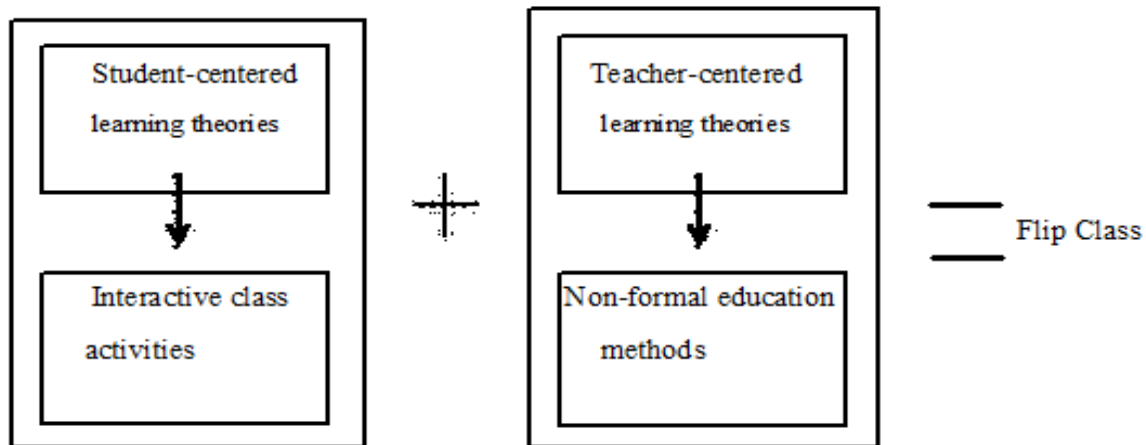 Student-centered
learning theories
Interactive class
activities
Teacher-centered
learning theories
Non-formal education
methods
Flip Class